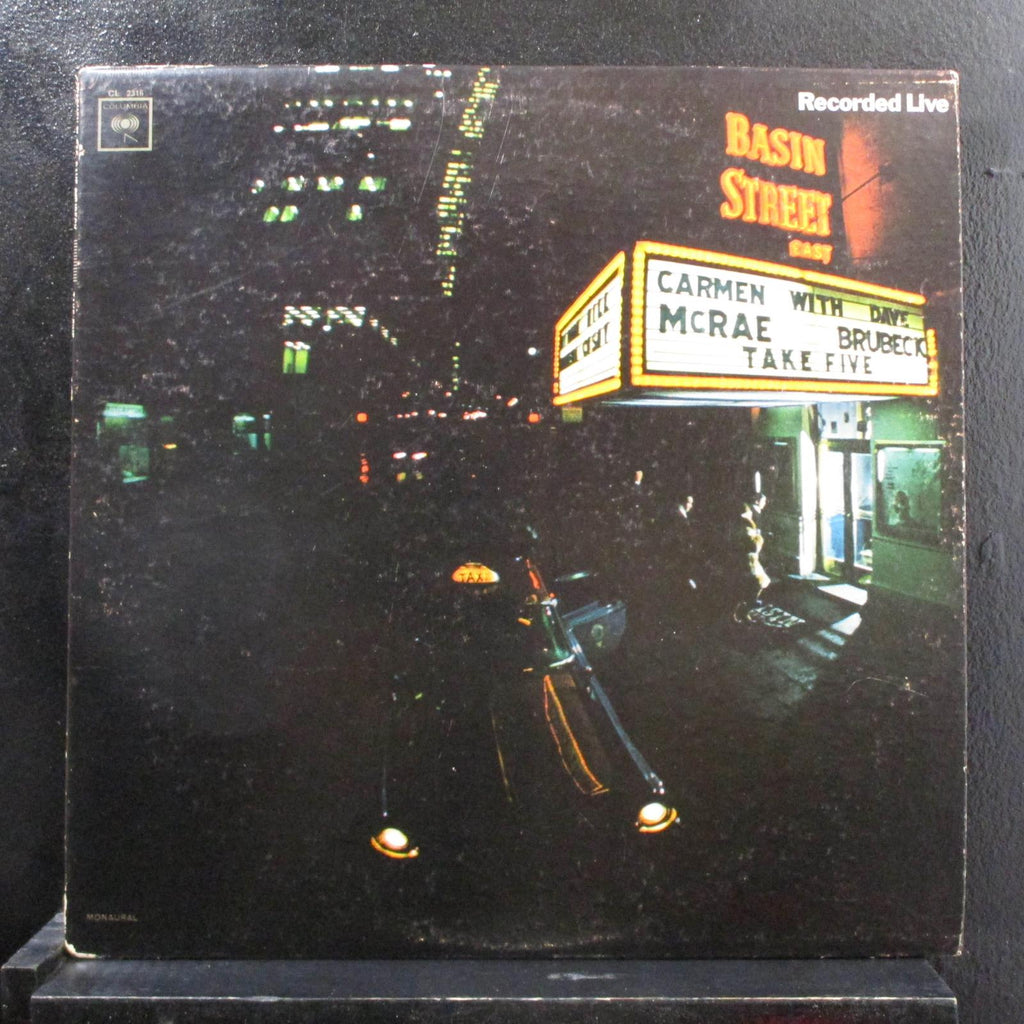 CL 2316
COLUMBIA
Recorded Live
BASIN
STREET
EAST
CARMEN WITH DAVE
MCRAE BRUBECK
TAKE FIVE
TAXI
MONAURAL